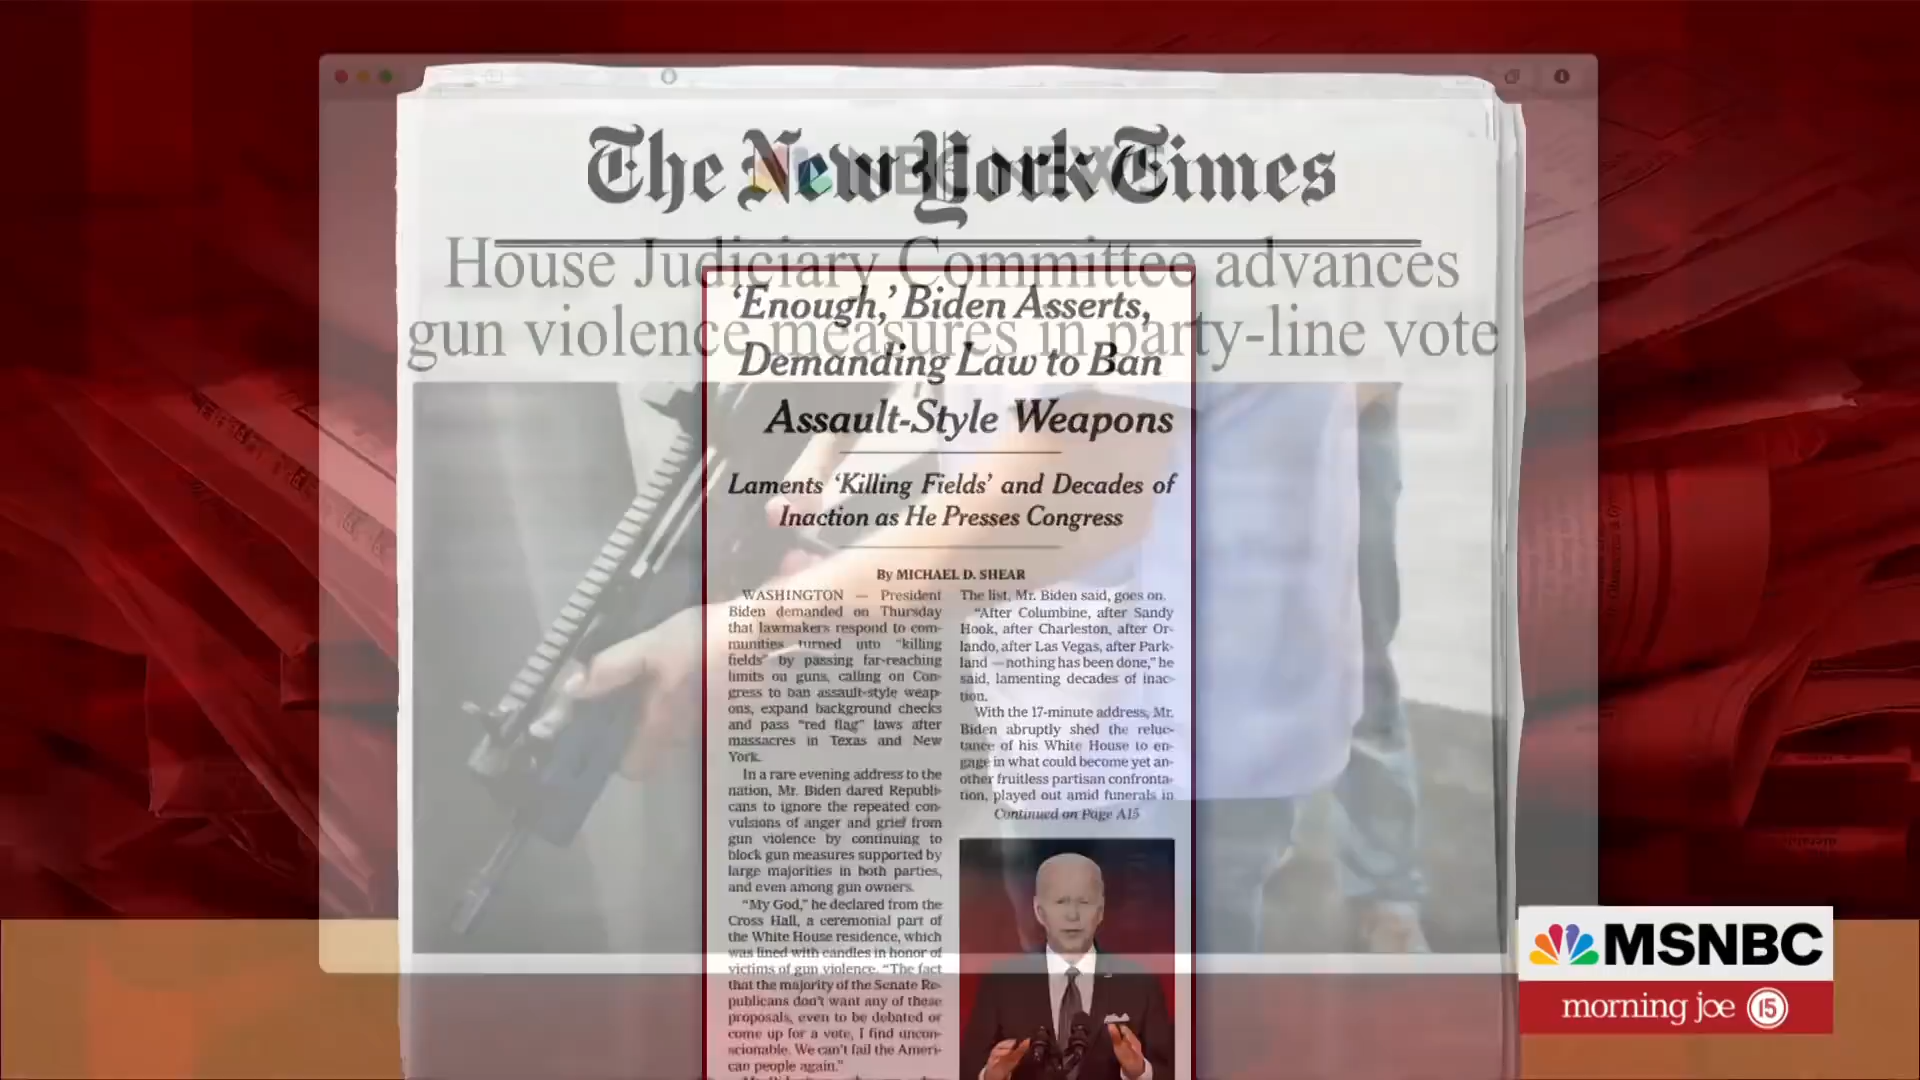 The New York Times
NBC NEWS
House Judiciary Committee advances
gun violence measures in party-line vote
‘Enough,’ Biden Asserts,
Demanding Law to Ban
Assault-Style Weapons
Laments ‘Killing Fields’ and Decades of
Inaction as He Presses Congress
By MICHAEL D. SHEAR
WASHINGTON — President
Biden demanded on Thursday
that lawmakers respond to com-
munities turned into “killing
fields” by passing far-reaching
limits on guns, calling on Con-
gress to ban assault-style weap-
ons, expand background checks
and pass “red flag” laws after
massacres in Texas and New
York.
In a rare evening address to the
nation, Mr. Biden dared Republi-
cans to ignore the repeated con-
vulsions of anger and grief from
gun violence by continuing to
block gun measures supported by
large majorities in both parties,
and even among gun owners.
“My God,” he declared from the
Cross Hall, a ceremonial part of
the White House residence, which
was lined with candles in honor of
victims of gun violence. “The fact
that the majority of the Senate Re-
publicans don’t want any of these
proposals, even to be debated or
come up for a vote, I find uncon-
scionable. We can’t fail the Ameri-
can people again.”
The list, Mr. Biden said, goes on.
“After Columbine, after Sandy
Hook, after Charleston, after Or-
lando, after Las Vegas, after Park-
land — nothing has been done,” he
said, lamenting decades of inac-
tion.
With the 17-minute address, Mr.
Biden abruptly shed the reluc-
tance of his White House to en-
gage in what could become yet an-
other fruitless partisan confronta-
tion, played out amid funerals in
Continued on Page A15
MSNBC
morning joe 15